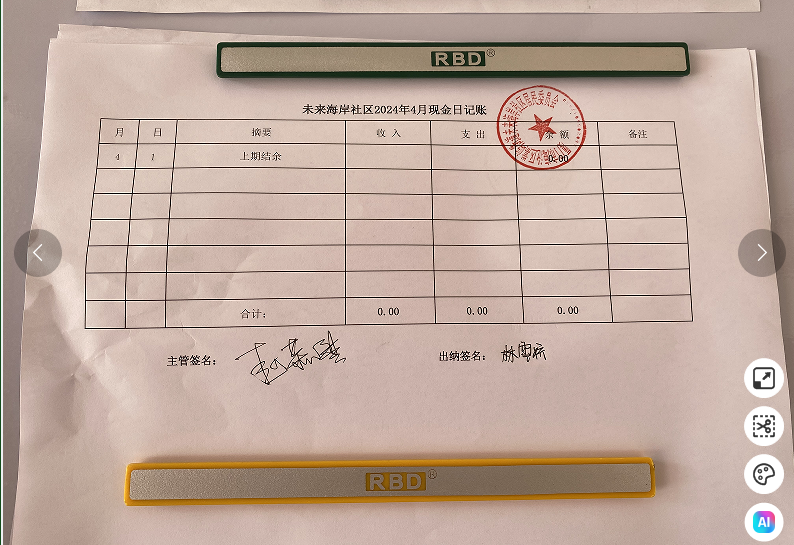 RBD®
未来海岸社区2024年4月现金日记账
月 日 摘要 收入 支出 余额 备注
4 1 上期结余 0.00
合计： 0.00 0.00 0.00
主管签名： 出纳签名：
RBD®
AI